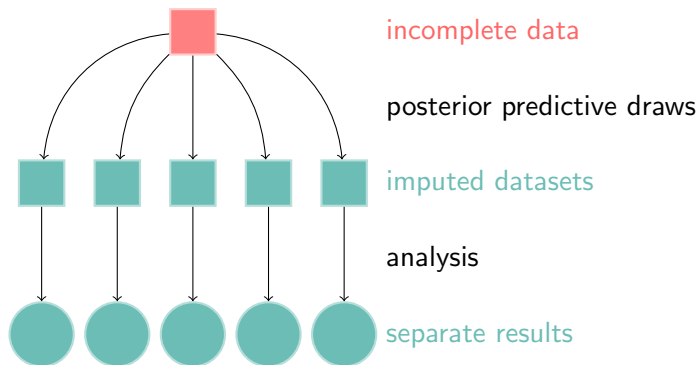 incomplete data
posterior predictive draws
imputed datasets
analysis
separate results